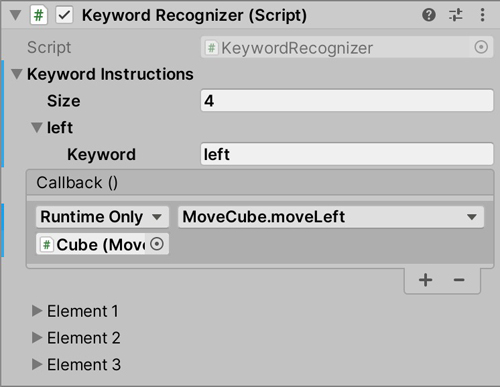 Keyword Recognizer (Script)
Script KeywordRecognizer
Keyword Instructions
Size 4
left
Keyword left
Callback ()
Runtime Only MoveCube.moveLeft
Cube (Mov
Element 1
Element 2
Element 3